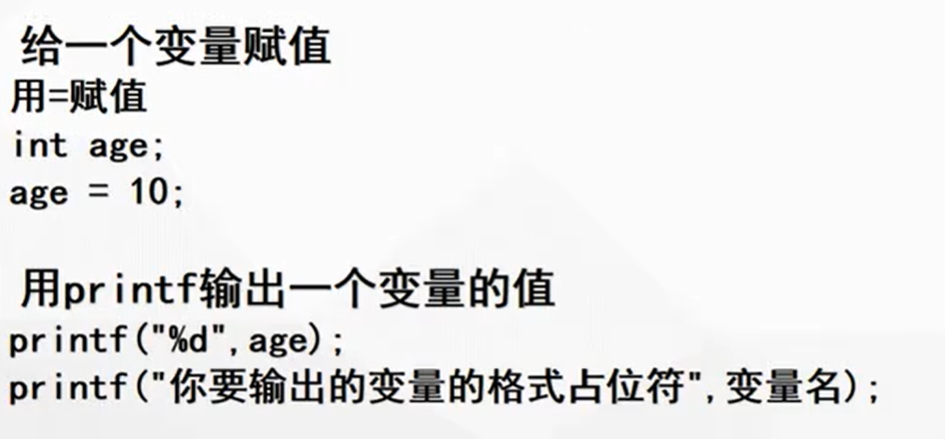 给一个变量赋值
用=赋值
int age;
age = 10;
用printf输出一个变量的值
printf("%d",age);
printf("你要输出的变量的格式占位符",变量名);